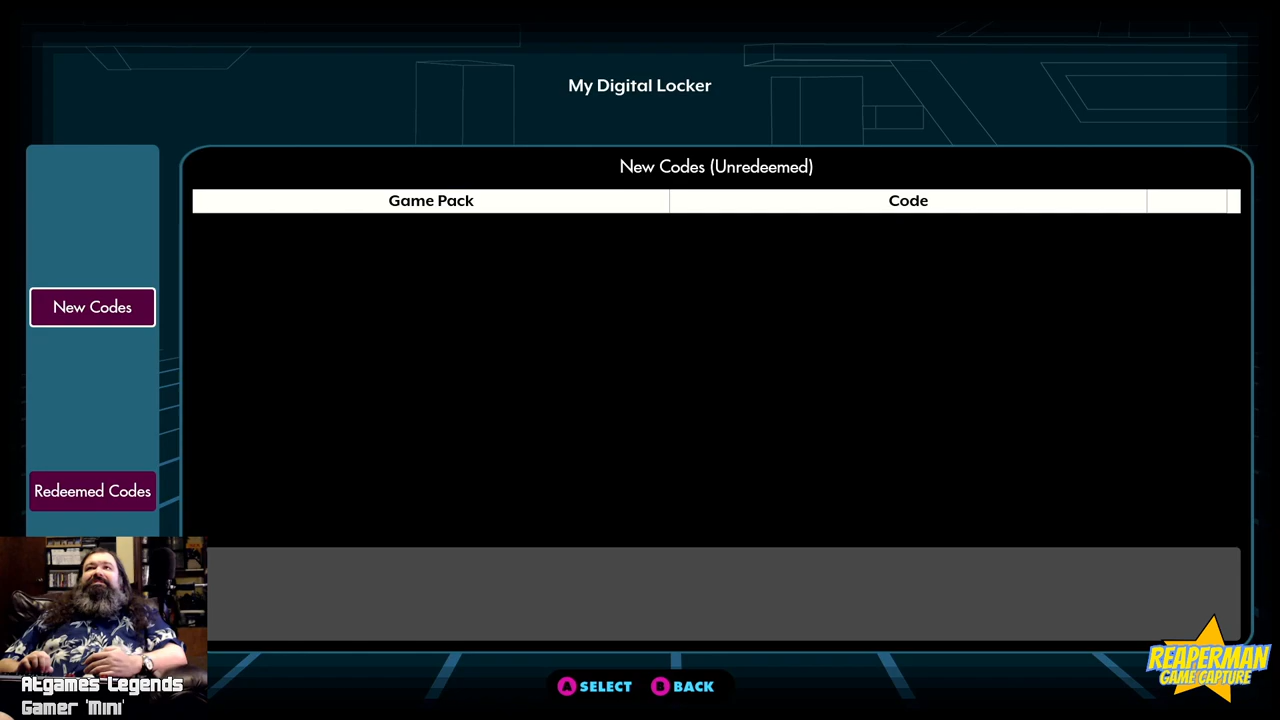 My Digital Locker
New Codes (Unredeemed)
Game Pack Code
New Codes
Redeemed Codes
Atgames Legends
Gamer 'Mini'
A SELECT B BACK
REAPERMAN
GAME CAPTURE